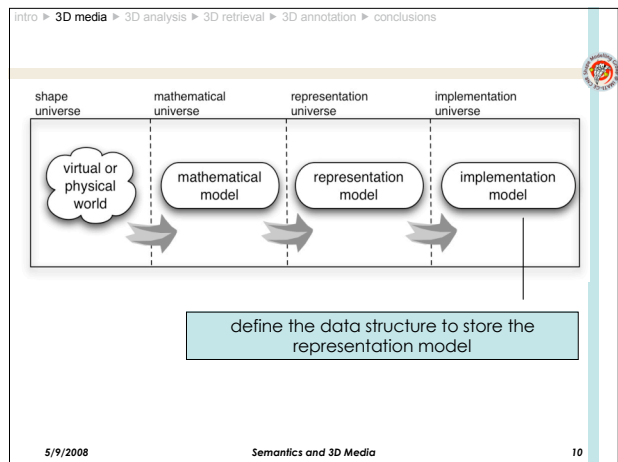 intro ► 3D media ► 3D analysis ► 3D retrieval ► 3D annotation ► conclusions
shape universe
mathematical universe
representation universe
implementation universe
virtual or physical world
mathematical model
representation model
implementation model
define the data structure to store the
representation model
5/9/2008 Semantics and 3D Media 10